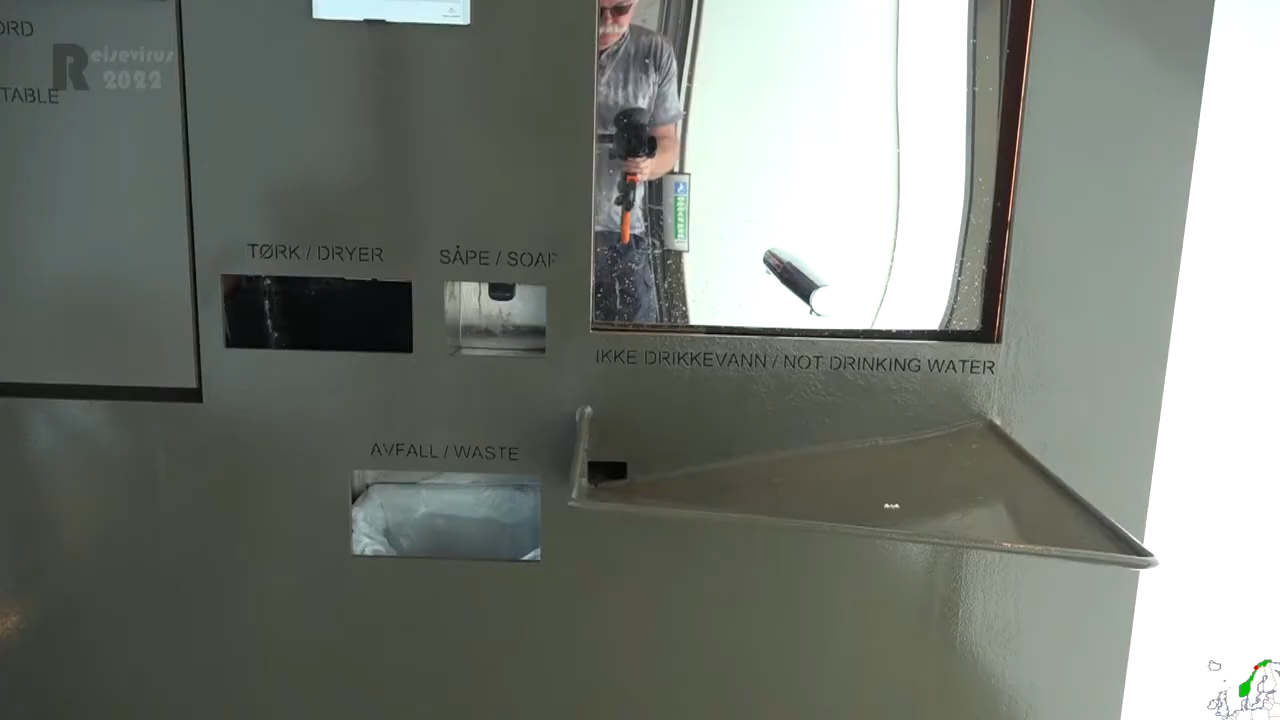 ORD
Reisevirus
2022
TABLE
TØRK / DRYER
SÅPE / SOAP
IKKE DRIKKEVANN / NOT DRINKING WATER
AVFALL / WASTE